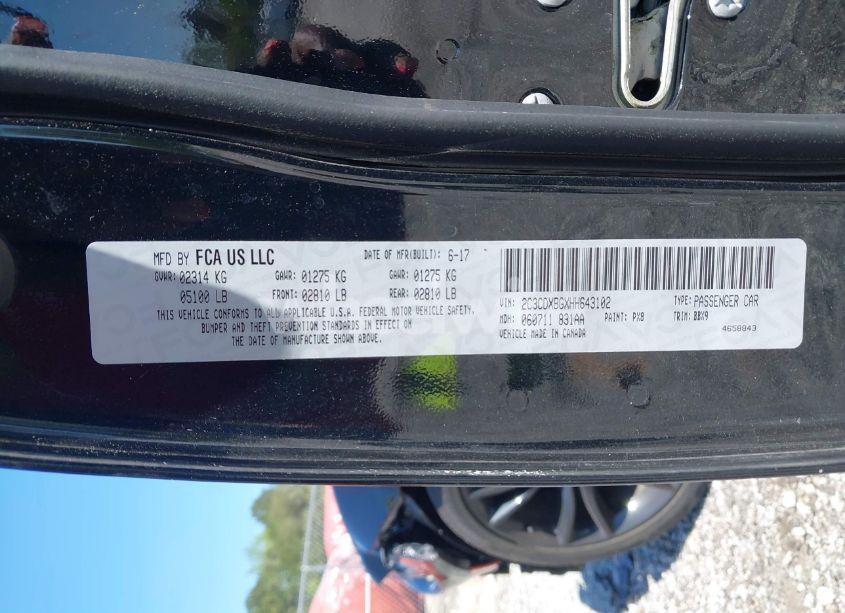 MFD BY FCA US LLC DATE OF MFR(BUILT): 6-17
GVWR: 02314 KG GAWR: 01275 KG GAWR: 01275 KG
05100 LB FRONT: 02810 LB REAR: 02810 LB
THIS VEHICLE CONFORMS TO ALL APPLICABLE U.S.A. FEDERAL MOTOR VEHICLE SAFETY,
BUMPER AND THEFT PREVENTION STANDARDS IN EFFECT ON
THE DATE OF MANUFACTURE SHOWN ABOVE.
VIN: 2C3CDXBGXHH643102 TYPE: PASSENGER CAR
MDH: 060711 831AA PAINT: PX8 TRIM: BBX9
VEHICLE MADE IN CANADA 4658843